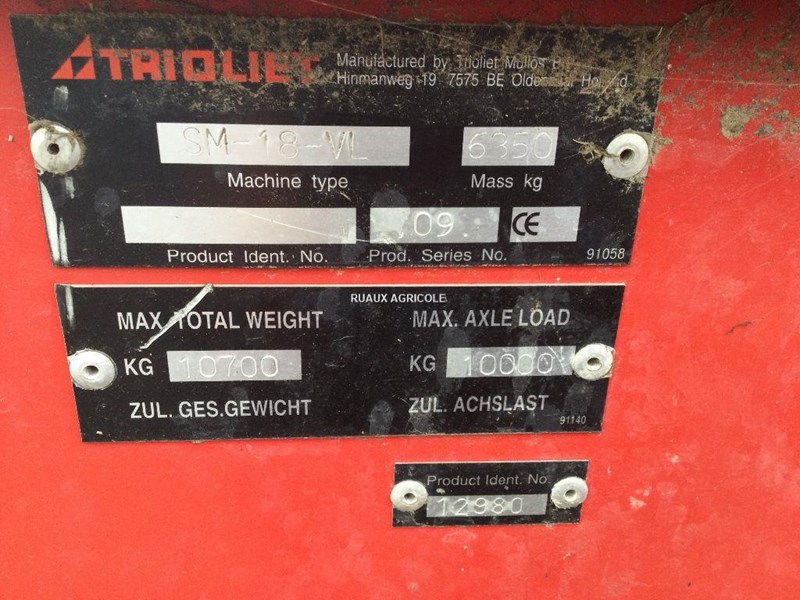 TRIOLIET
Manufactured by Trioliet Mullos
Hinmanweg 19 7575 BE Holland
SM-18-VL 6350
Machine type Mass kg
09 CE
Product Ident. No. Prod. Series No. 91058
RUAUX AGRICOLE
MAX. TOTAL WEIGHT MAX. AXLE LOAD
KG 10700 KG 10000
ZUL. GES.GEWICHT ZUL. ACHSLAST
91140
Product Ident. No.
12980